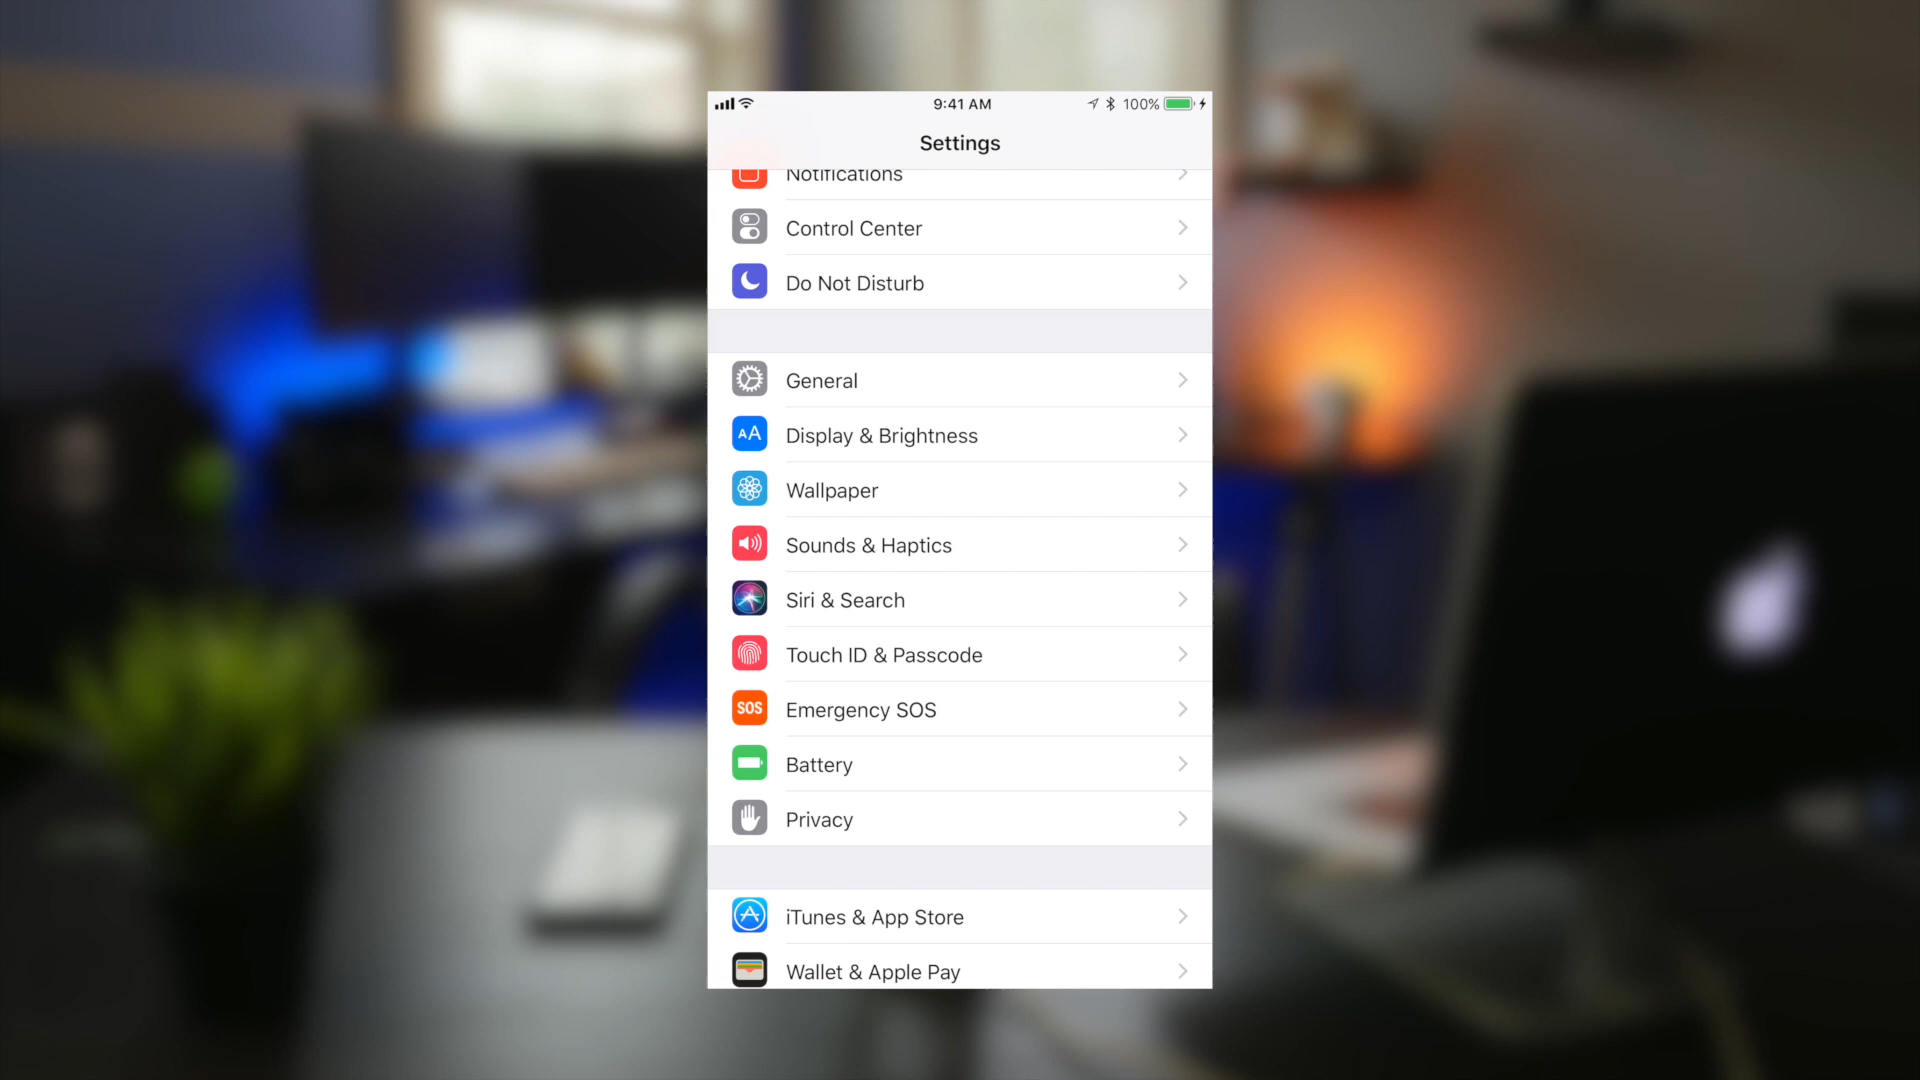 9:41 AM
100%
Settings
Notifications
Control Center
Do Not Disturb
General
AA Display & Brightness
Wallpaper
Sounds & Haptics
Siri & Search
Touch ID & Passcode
SOS Emergency SOS
Battery
Privacy
iTunes & App Store
Wallet & Apple Pay